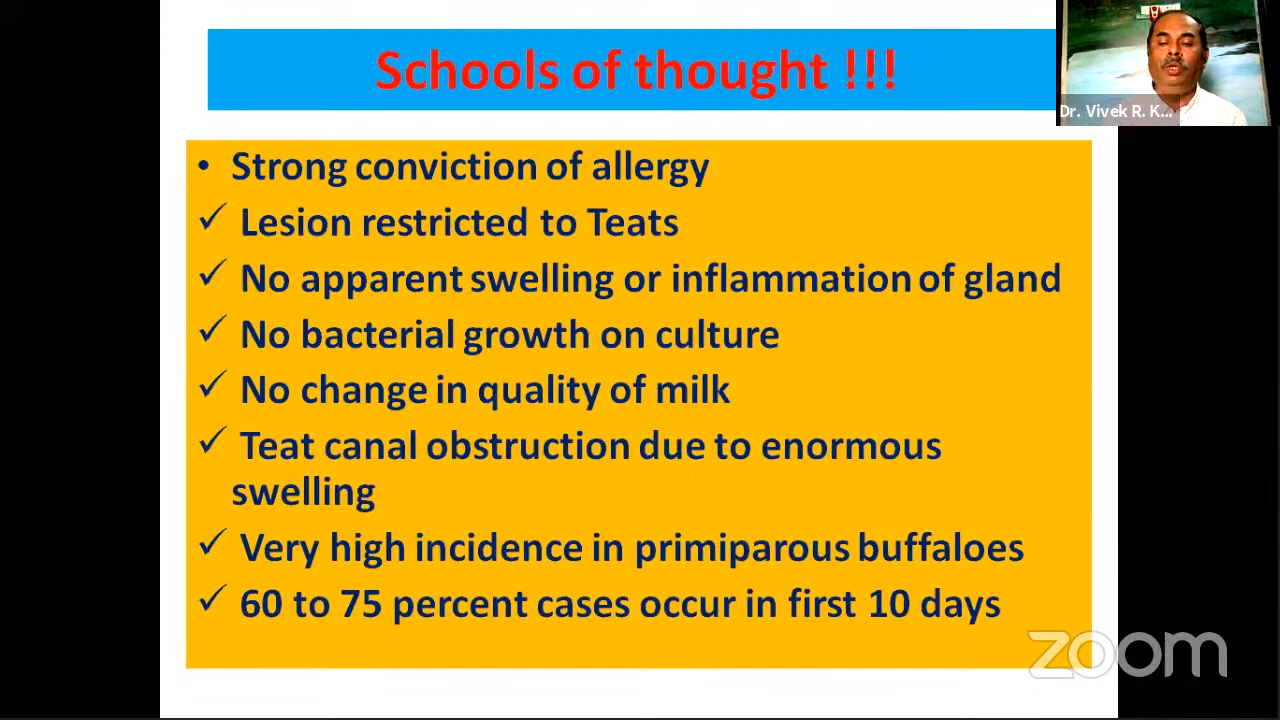 Schools of thought !!!
Dr. Vivek R. K...
• Strong conviction of allergy
✓ Lesion restricted to Teats
✓ No apparent swelling or inflammation of gland
✓ No bacterial growth on culture
✓ No change in quality of milk
✓ Teat canal obstruction due to enormous
swelling
✓ Very high incidence in primiparous buffaloes
✓ 60 to 75 percent cases occur in first 10 days
zoom